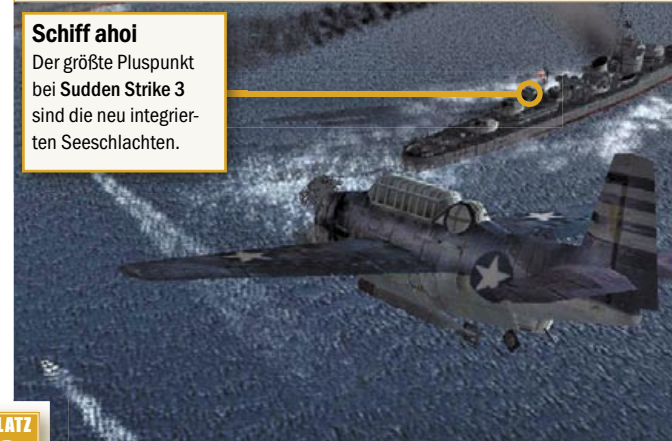 Schiff ahoi
Der größte Pluspunkt
bei Sudden Strike 3
sind die neu integrier-
ten Seeschlachten.
LATZ